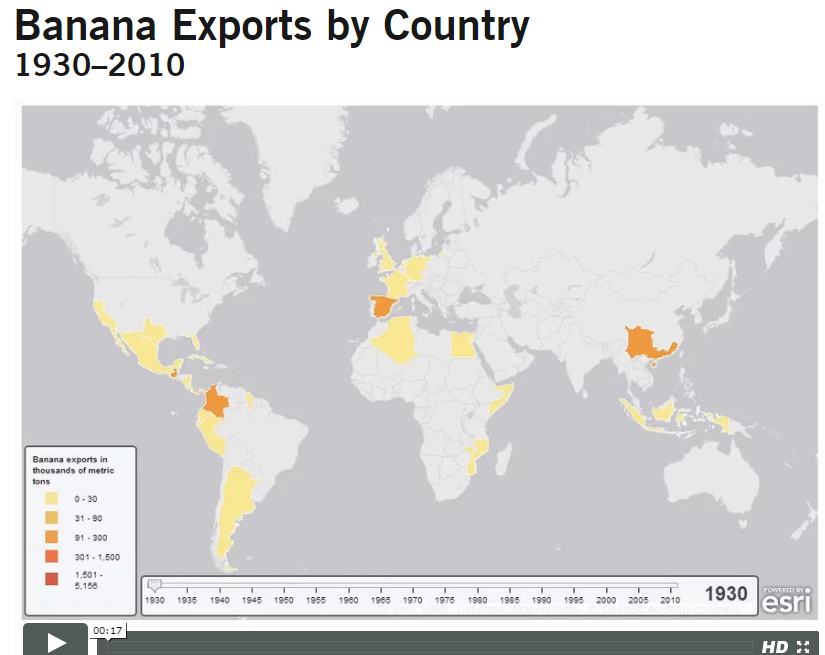 Banana Exports by Country
1930–2010
Banana exports in
thousands of metric
tons
0 - 30
31 - 90
91 - 300
301 - 1,500
1,501 -
5,156
1930 1935 1940 1945 1950 1955 1960 1965 1970 1975 1980 1985 1990 1995 2000 2005 2010
1930
POWERED BY
esri
00:17
HD